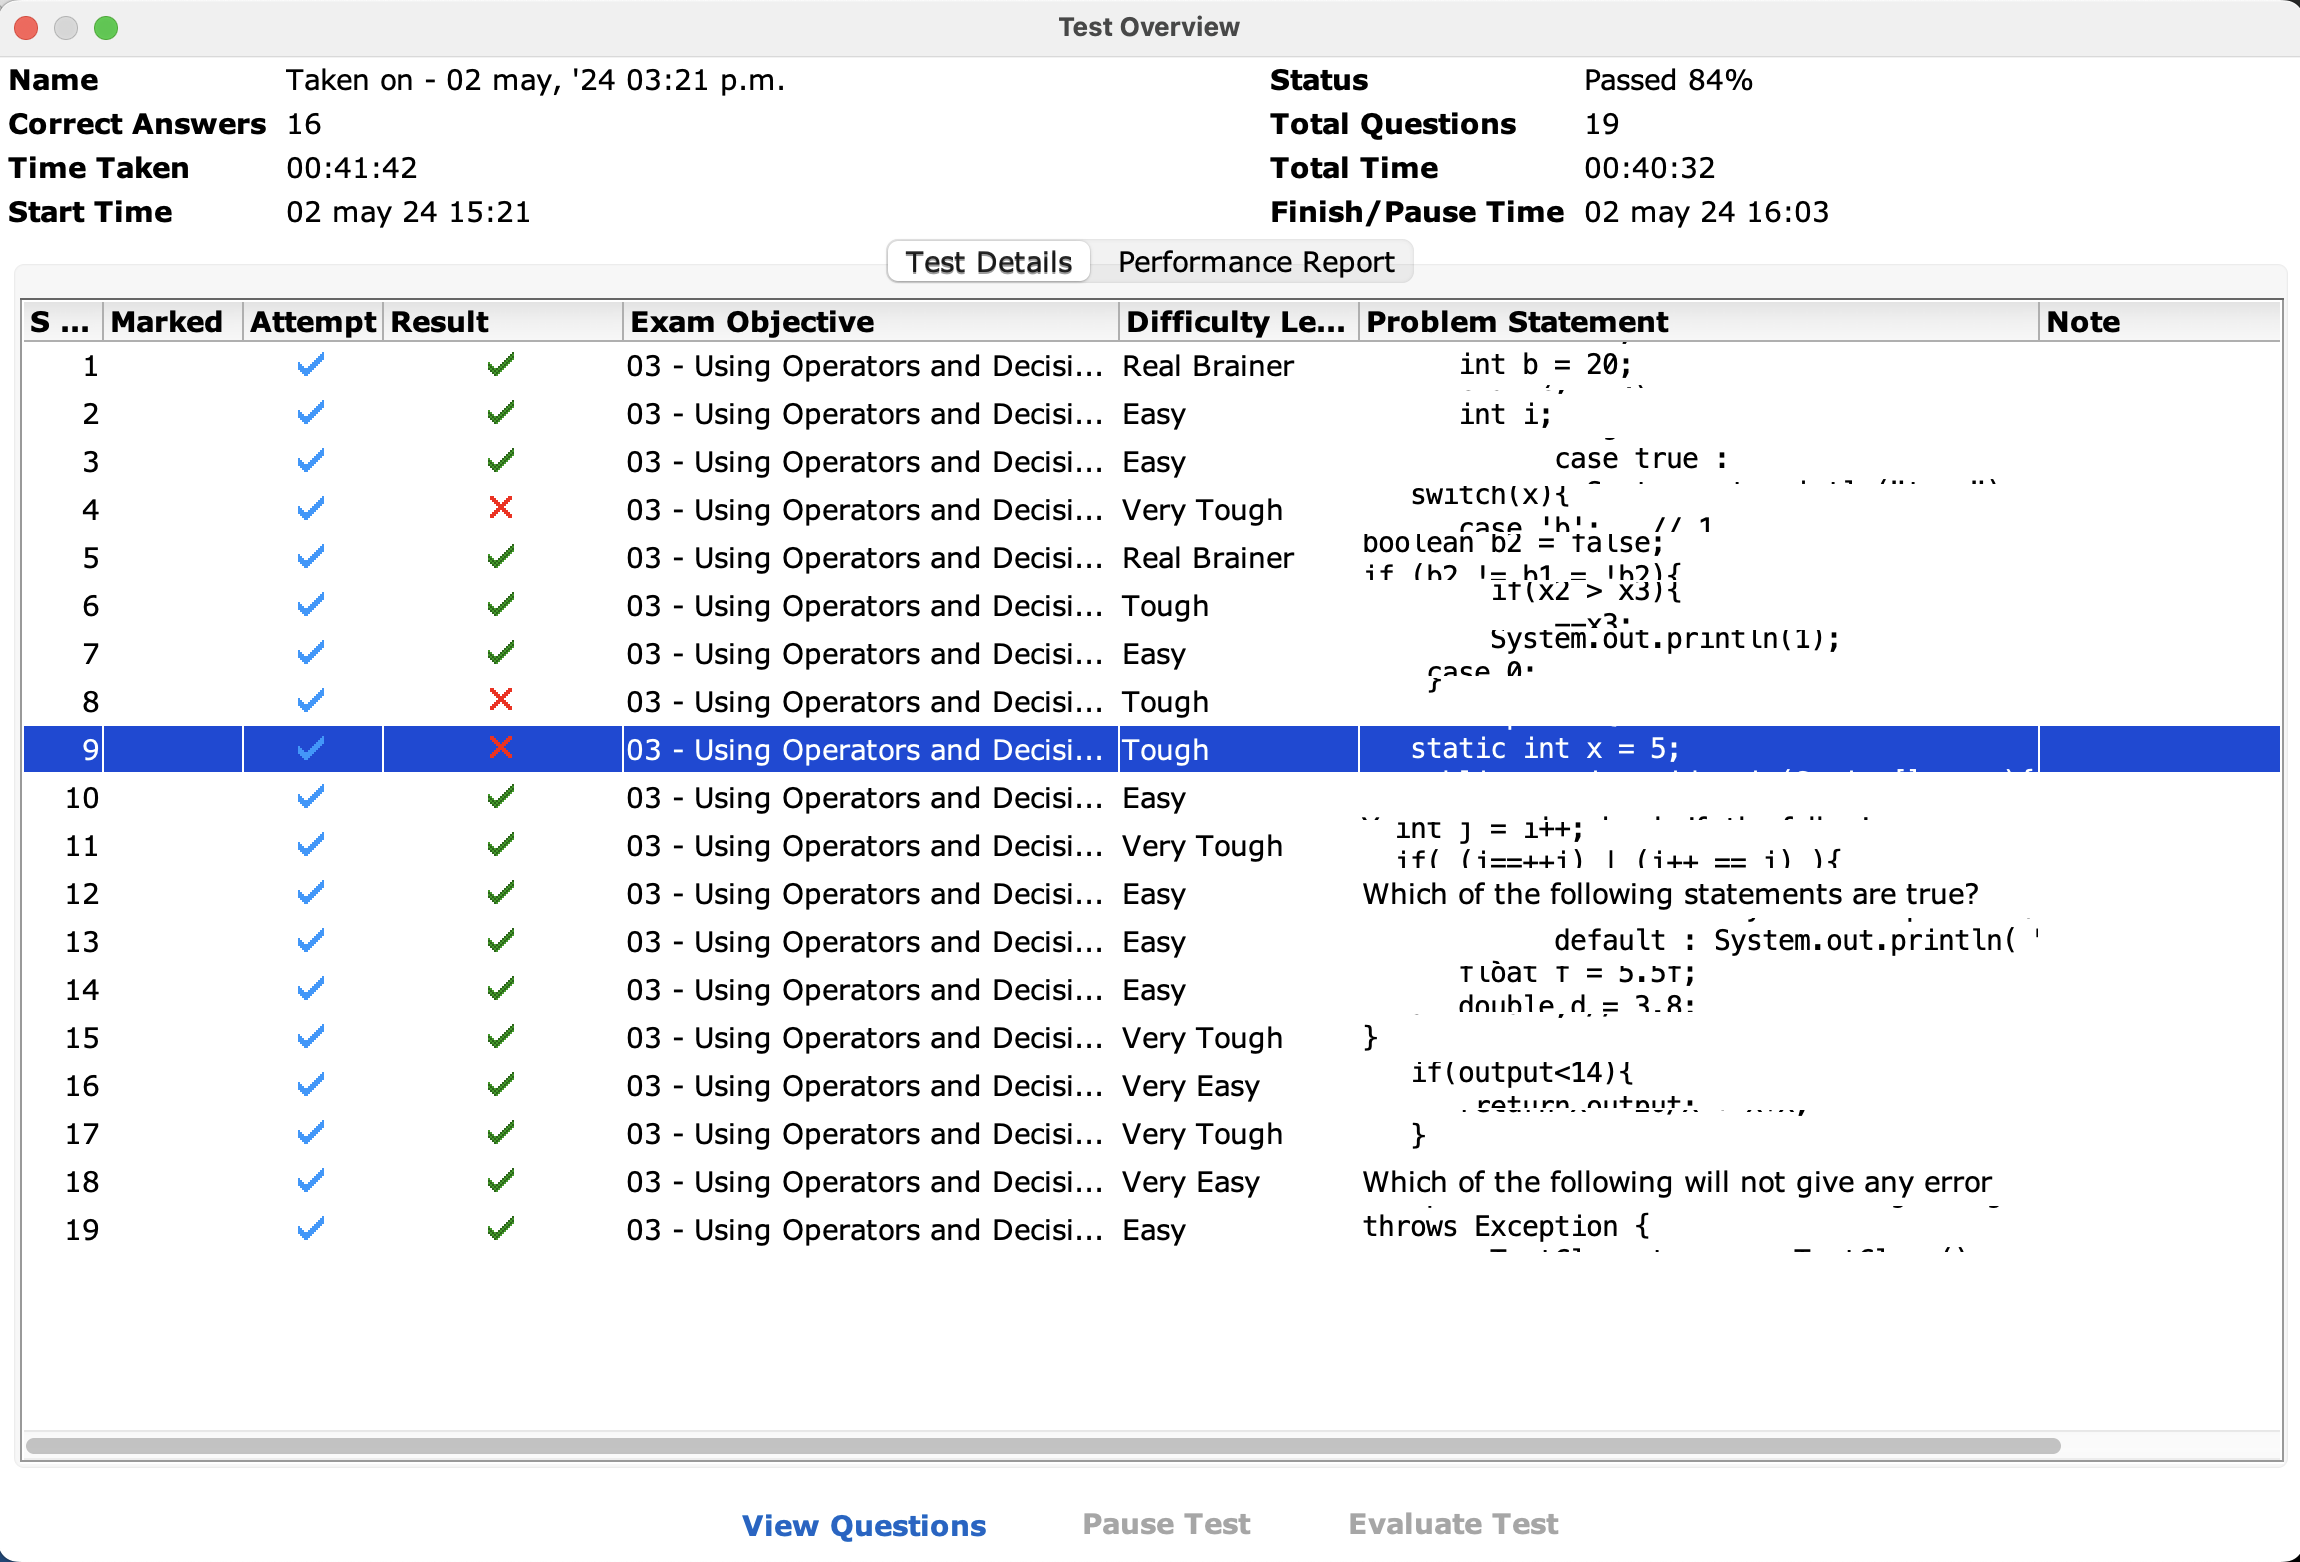 Test Overview
Name Taken on - 02 may, '24 03:21 p.m. Status Passed 84%
Correct Answers 16 Total Questions 19
Time Taken 00:41:42 Total Time 00:40:32
Start Time 02 may 24 15:21 Finish/Pause Time 02 may 24 16:03
Test Details Performance Report
S ... Marked Attempt Result Exam Objective Difficulty Le... Problem Statement Note
1 03 - Using Operators and Decisi... Real Brainer int b = 20;
2 03 - Using Operators and Decisi... Easy int i;
3 03 - Using Operators and Decisi... Easy case true :
4 03 - Using Operators and Decisi... Very Tough switch(x){
case 'b': // 1
5 03 - Using Operators and Decisi... Real Brainer boolean b2 = false;
if (b2 != b1 = !b2){
6 03 - Using Operators and Decisi... Tough if(x2 > x3){
--x3;
7 03 - Using Operators and Decisi... Easy System.out.println(1);
case 0:
8 03 - Using Operators and Decisi... Tough }
9 03 - Using Operators and Decisi... Tough static int x = 5;
10 03 - Using Operators and Decisi... Easy
11 03 - Using Operators and Decisi... Very Tough int j = i++;
if( (i==++j) | (i++ == j) ){
12 03 - Using Operators and Decisi... Easy Which of the following statements are true?
13 03 - Using Operators and Decisi... Easy default : System.out.println( "
14 03 - Using Operators and Decisi... Easy float f = 5.5f;
double d = 3.8;
15 03 - Using Operators and Decisi... Very Tough }
16 03 - Using Operators and Decisi... Very Easy if(output<14){
return output;
17 03 - Using Operators and Decisi... Very Tough }
18 03 - Using Operators and Decisi... Very Easy Which of the following will not give any error
19 03 - Using Operators and Decisi... Easy throws Exception {
View Questions Pause Test Evaluate Test